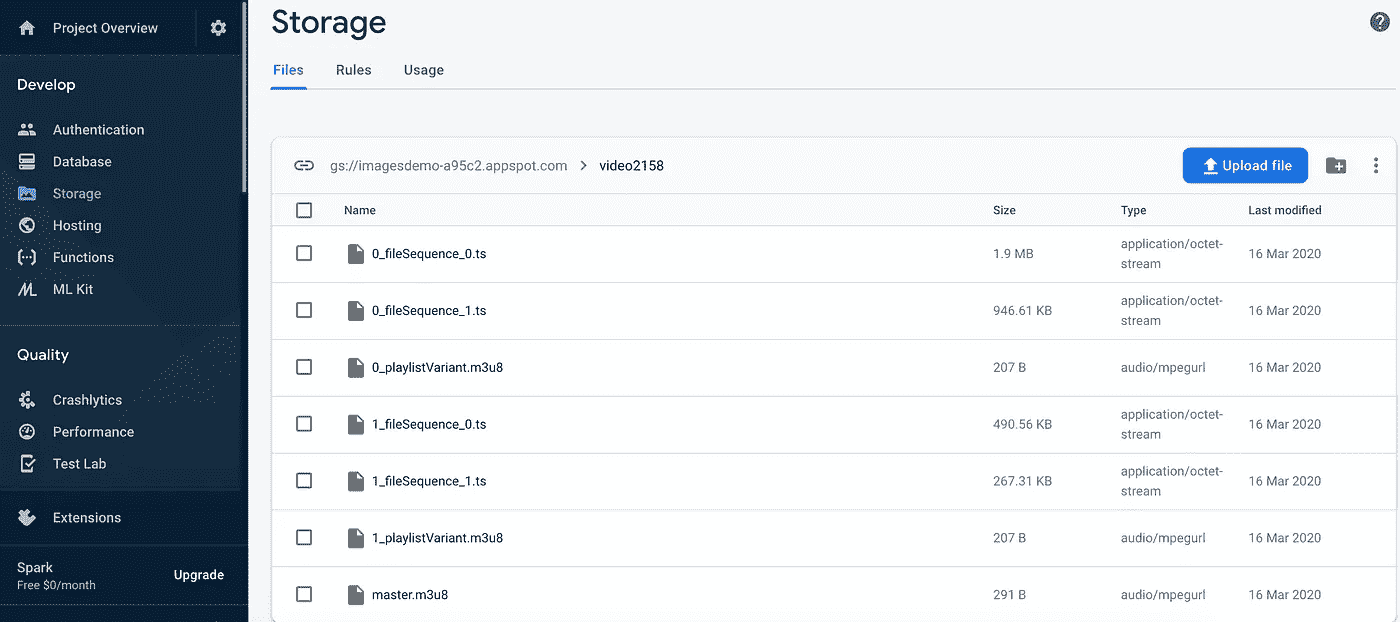 Project Overview
Develop
Authentication
Database
Storage
Hosting
Functions
ML Kit
Quality
Crashlytics
Performance
Test Lab
Extensions
Spark
Free $0/month
Upgrade
Storage
Files Rules Usage
gs://imagesdemo-a95c2.appspot.com > video2158
Upload file
Name Size Type Last modified
0_fileSequence_0.ts 1.9 MB application/octet-
stream 16 Mar 2020
0_fileSequence_1.ts 946.61 KB application/octet-
stream 16 Mar 2020
0_playlistVariant.m3u8 207 B audio/mpegurl 16 Mar 2020
1_fileSequence_0.ts 490.56 KB application/octet-
stream 16 Mar 2020
1_fileSequence_1.ts 267.31 KB application/octet-
stream 16 Mar 2020
1_playlistVariant.m3u8 207 B audio/mpegurl 16 Mar 2020
master.m3u8 291 B audio/mpegurl 16 Mar 2020